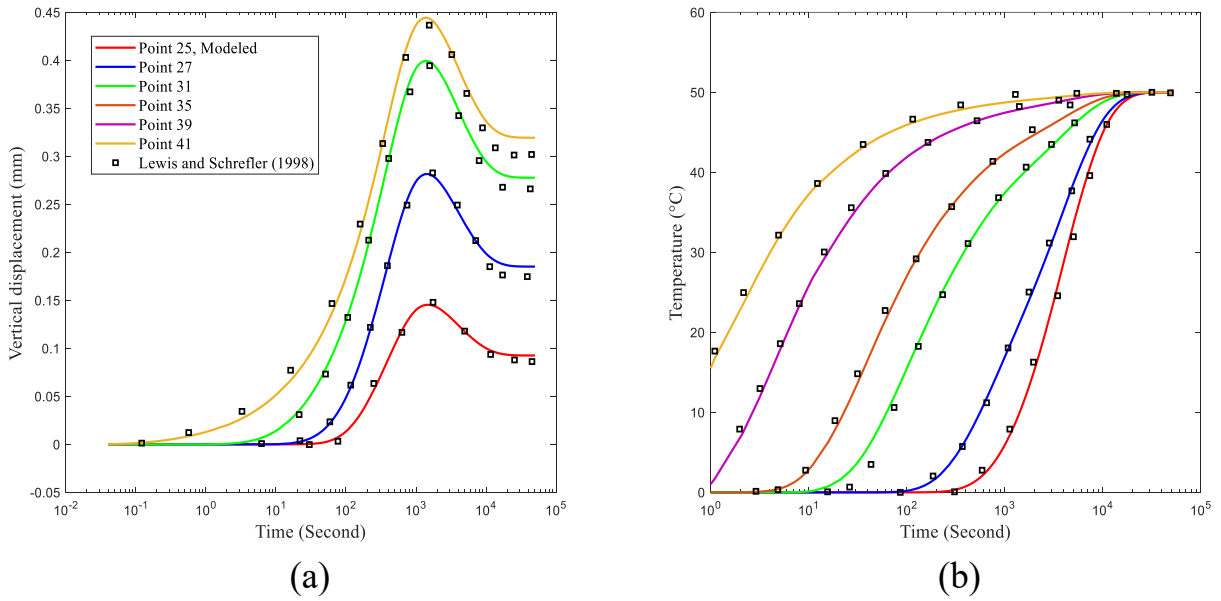 0.45
0.4
0.35
0.3
0.25
0.2
0.15
0.1
0.05
0
-0.05
Vertical displacement (mm)
Point 25, Modeled
Point 27
Point 31
Point 35
Point 39
Point 41
Lewis and Schrefler (1998)
10-2 10-1 100 101 102 103 104 105
Time (Second)
(a)
60
50
40
30
20
10
0
Temperature (°C)
100 101 102 103 104 105
Time (Second)
(b)